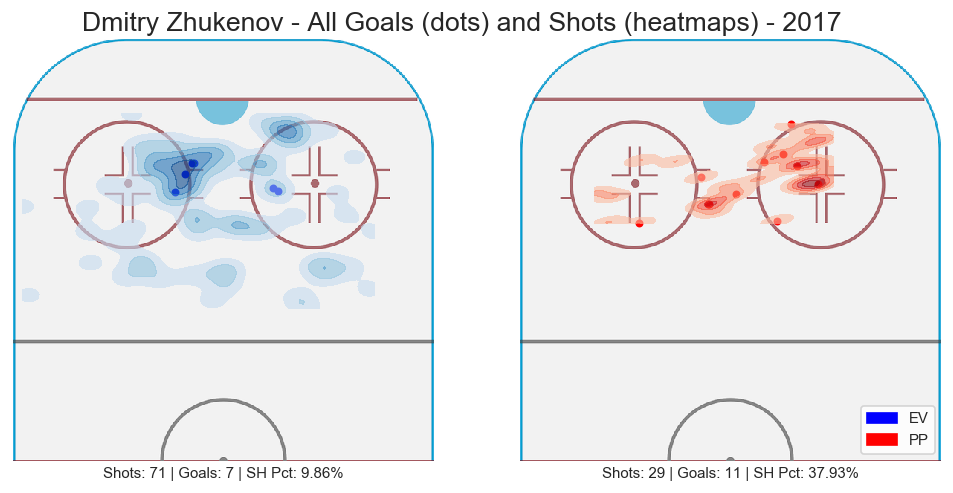 Dmitry Zhukenov - All Goals (dots) and Shots (heatmaps) - 2017
EV
PP
Shots: 71 | Goals: 7 | SH Pct: 9.86%
Shots: 29 | Goals: 11 | SH Pct: 37.93%